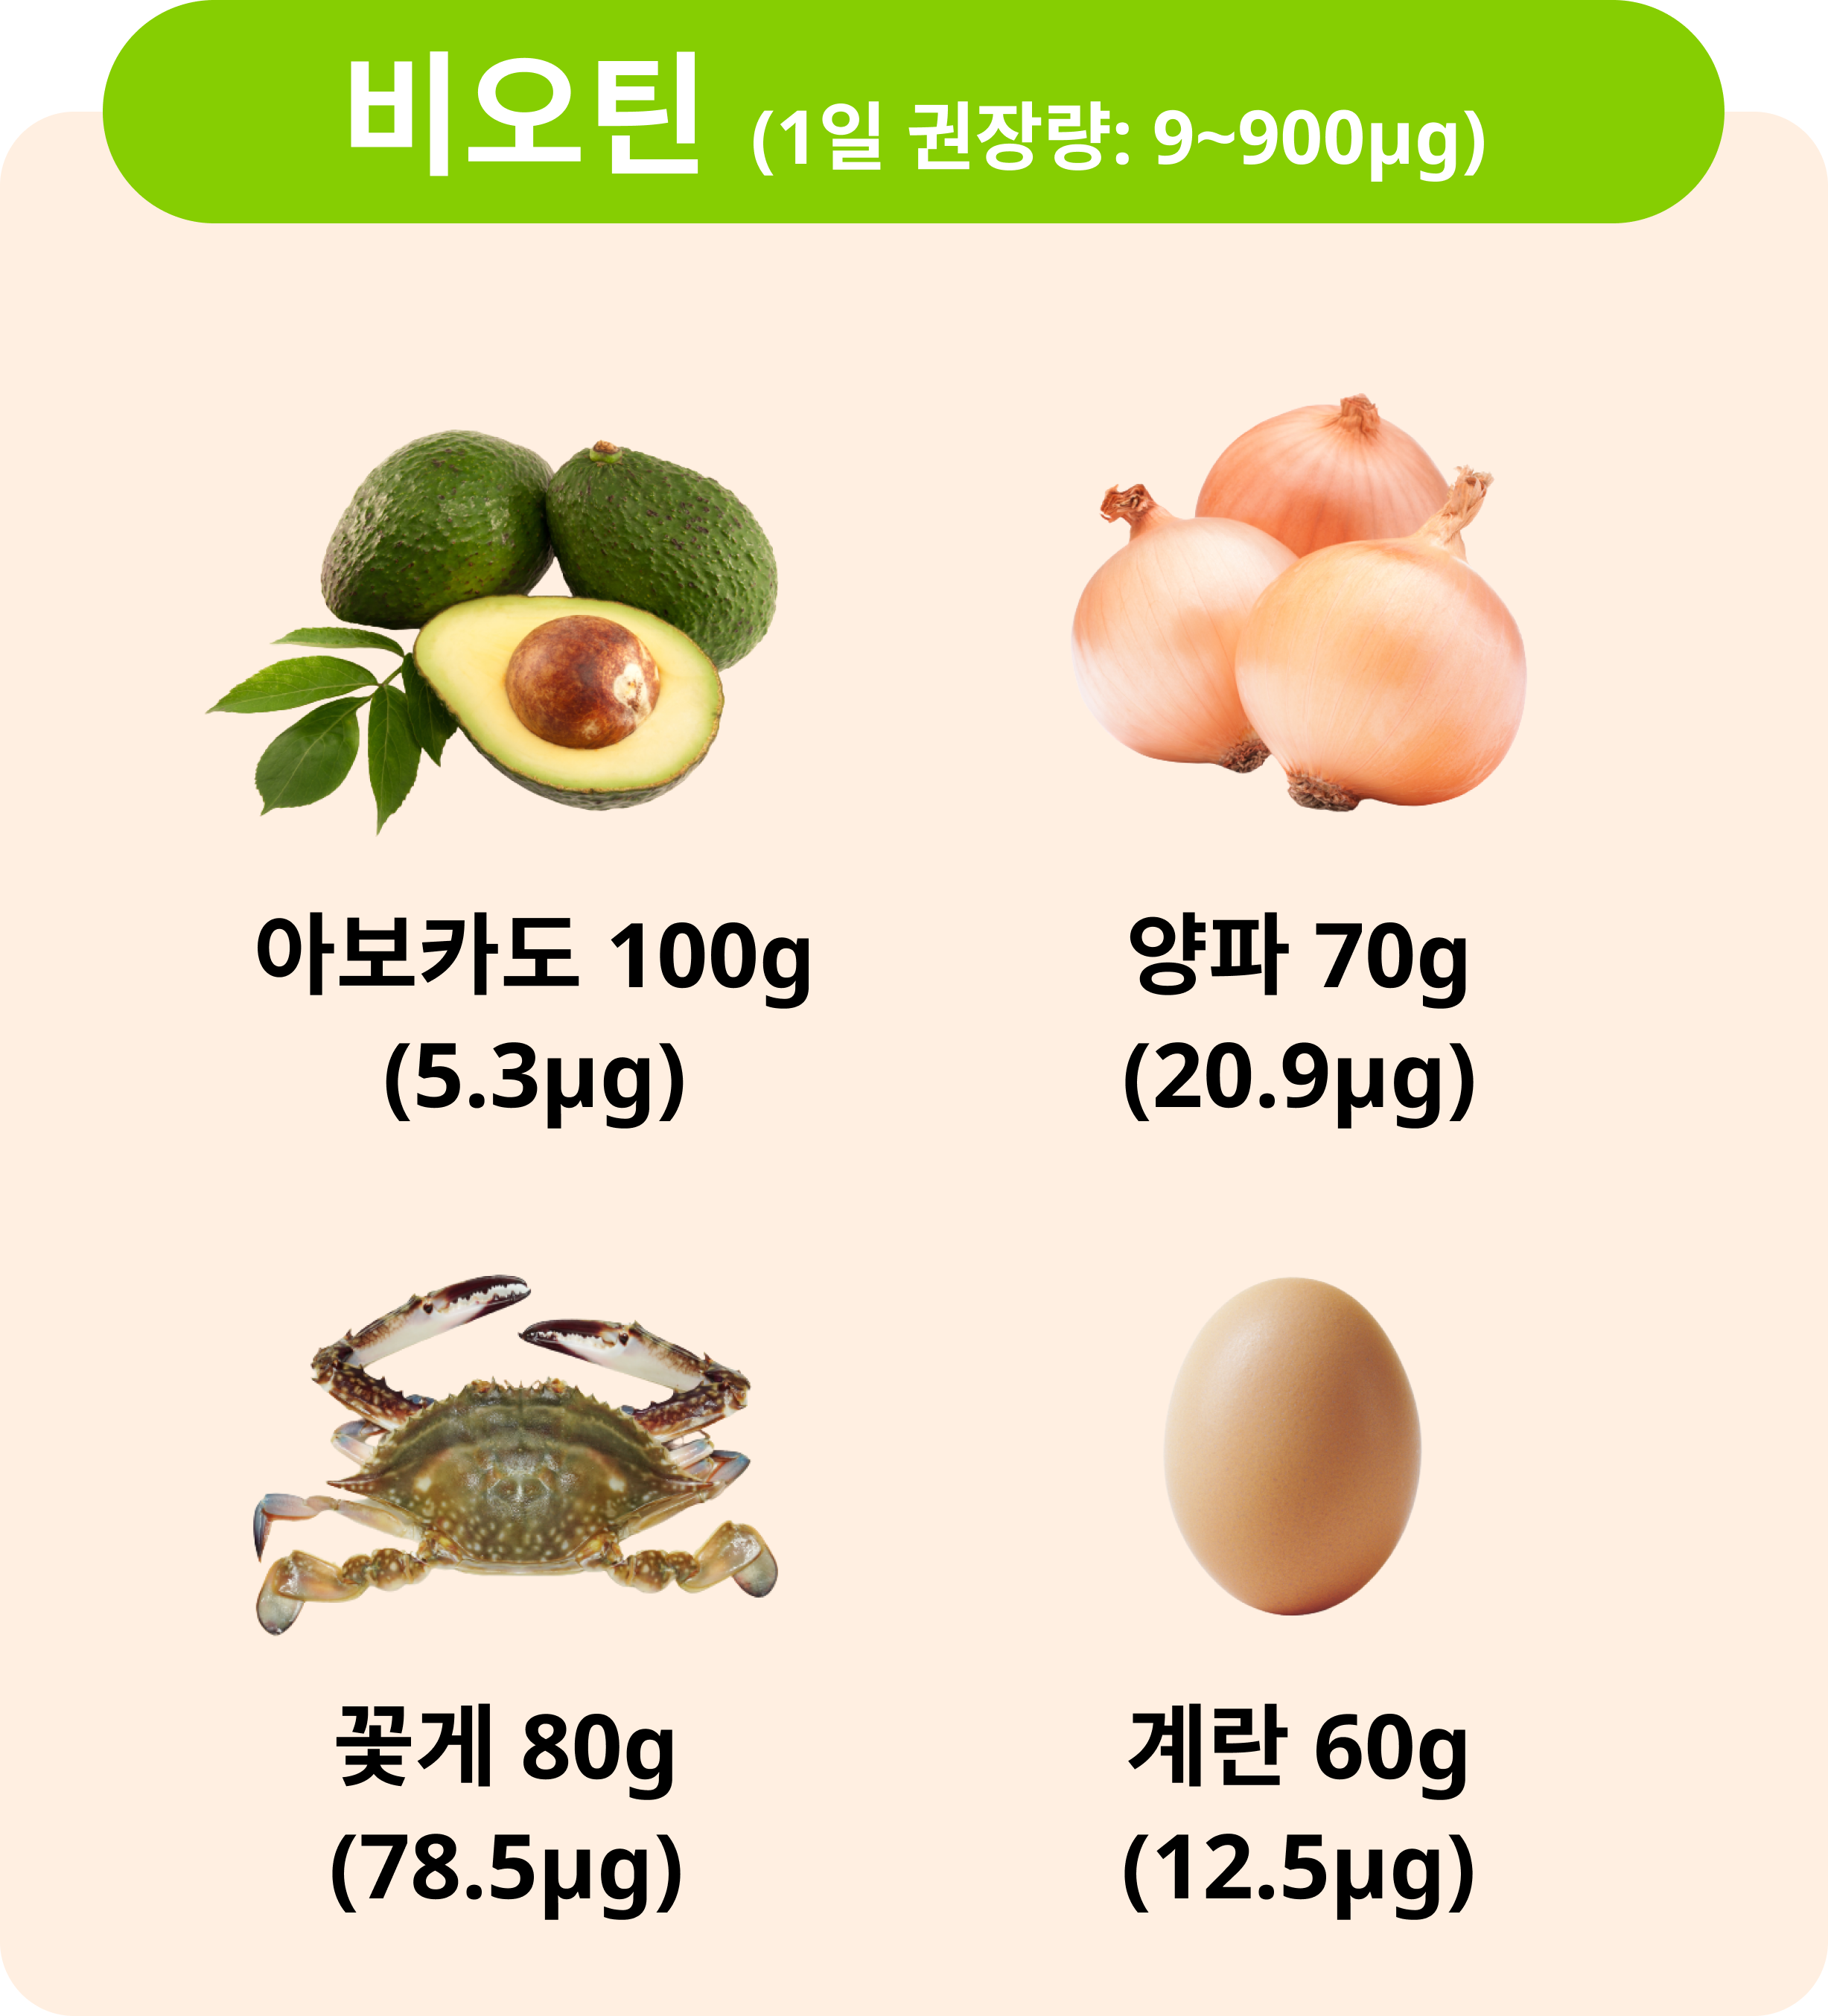 비오틴 (1일 권장량: 9~900μg)
아보카도 100g
(5.3μg)
양파 70g
(20.9μg)
꽃게 80g
(78.5μg)
계란 60g
(12.5μg)